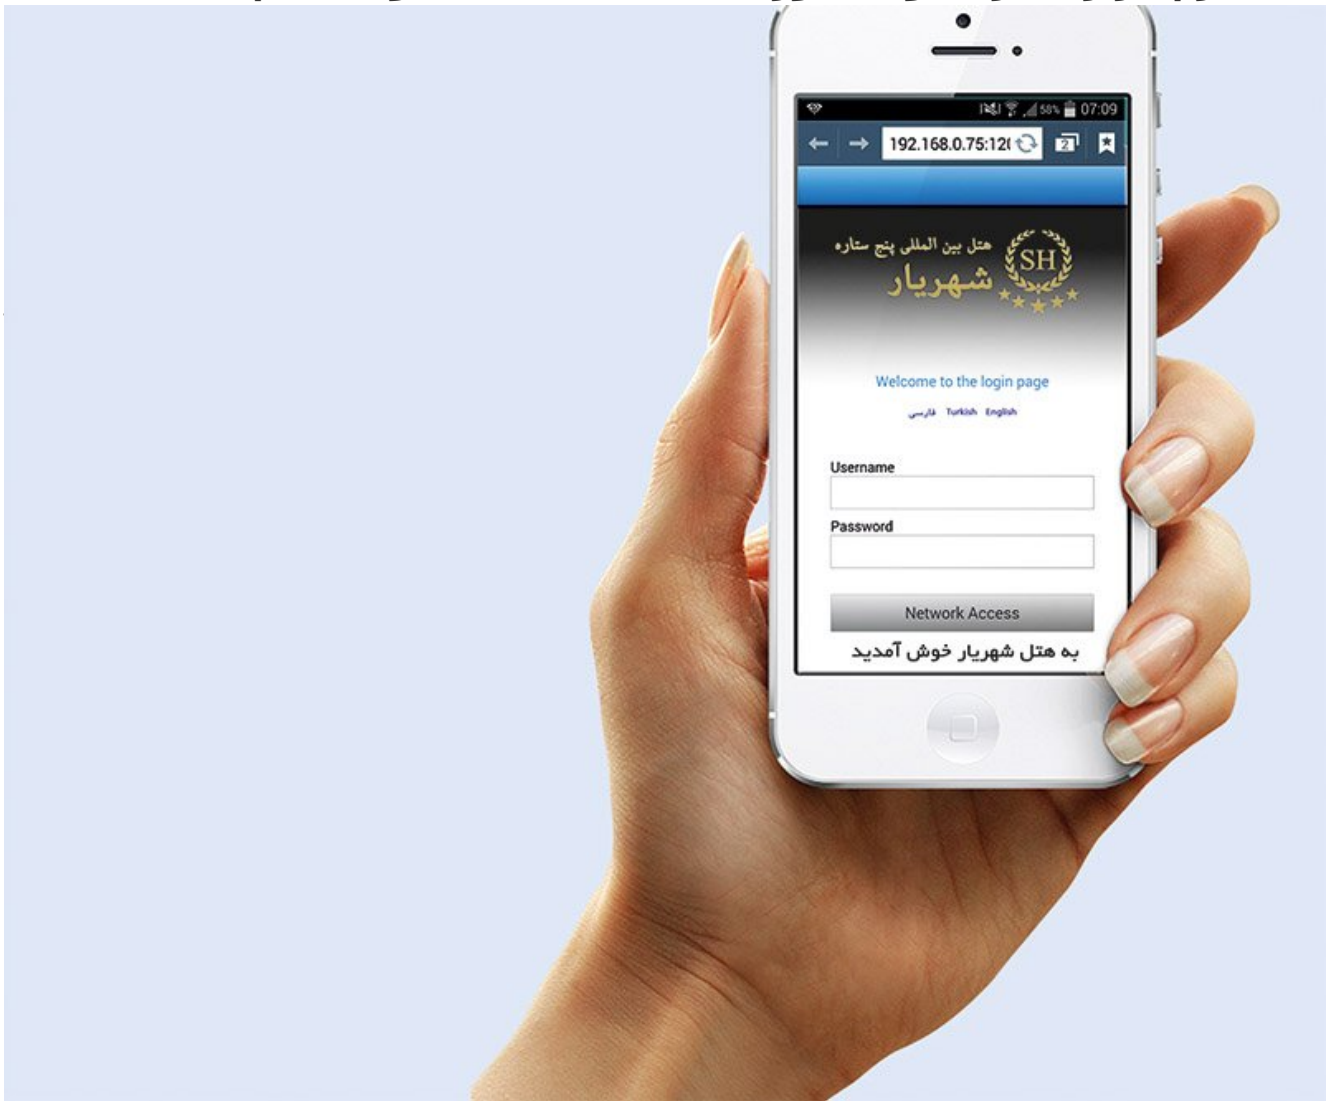 58% 07:09
192.168.0.75:120 2
هتل بین المللی پنج ستاره
شهریار
SH
Welcome to the login page
فارسی Turkish English
Username
Password
Network Access
به هتل شهریار خوش آمدید